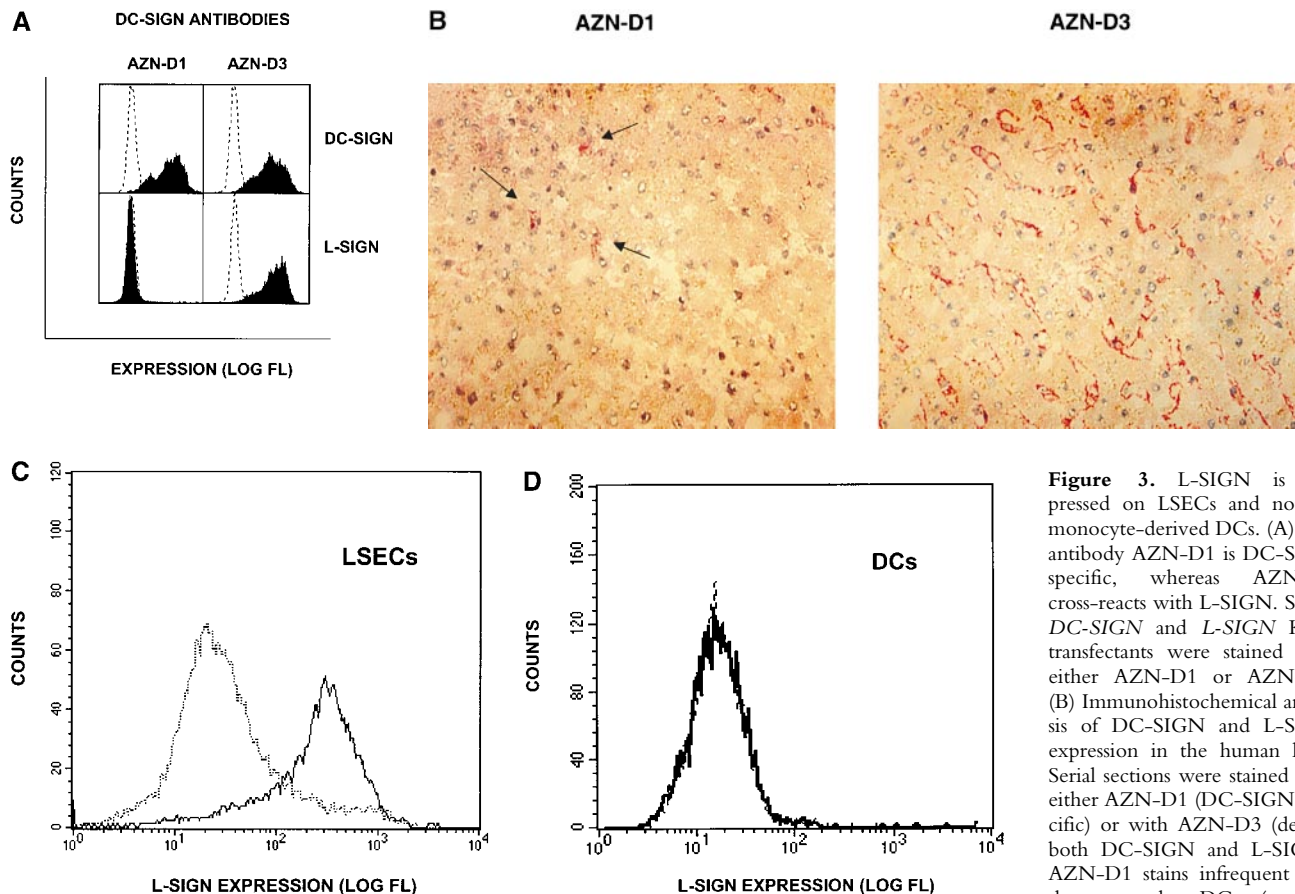 A
DC-SIGN ANTIBODIES
AZN-D1 AZN-D3
DC-SIGN
L-SIGN
COUNTS
EXPRESSION (LOG FL)
B
AZN-D1
AZN-D3
C
120
100
80
60
40
20
0
COUNTS
LSECs
10^0 10^1 10^2 10^3 10^4
L-SIGN EXPRESSION (LOG FL)
D
200
160
120
80
40
0
COUNTS
DCs
10^0 10^1 10^2 10^3 10^4
L-SIGN EXPRESSION (LOG FL)
Figure 3. L-SIGN is
pressed on LSECs and no
monocyte-derived DCs. (A)
antibody AZN-D1 is DC-S
specific, whereas AZN
cross-reacts with L-SIGN. S
DC-SIGN and L-SIGN
transfectants were stained
either AZN-D1 or AZN
(B) Immunohistochemical an
sis of DC-SIGN and L-S
expression in the human
Serial sections were stained
either AZN-D1 (DC-SIGN
cific) or with AZN-D3 (de
both DC-SIGN and L-SIG
AZN-D1 stains infrequent